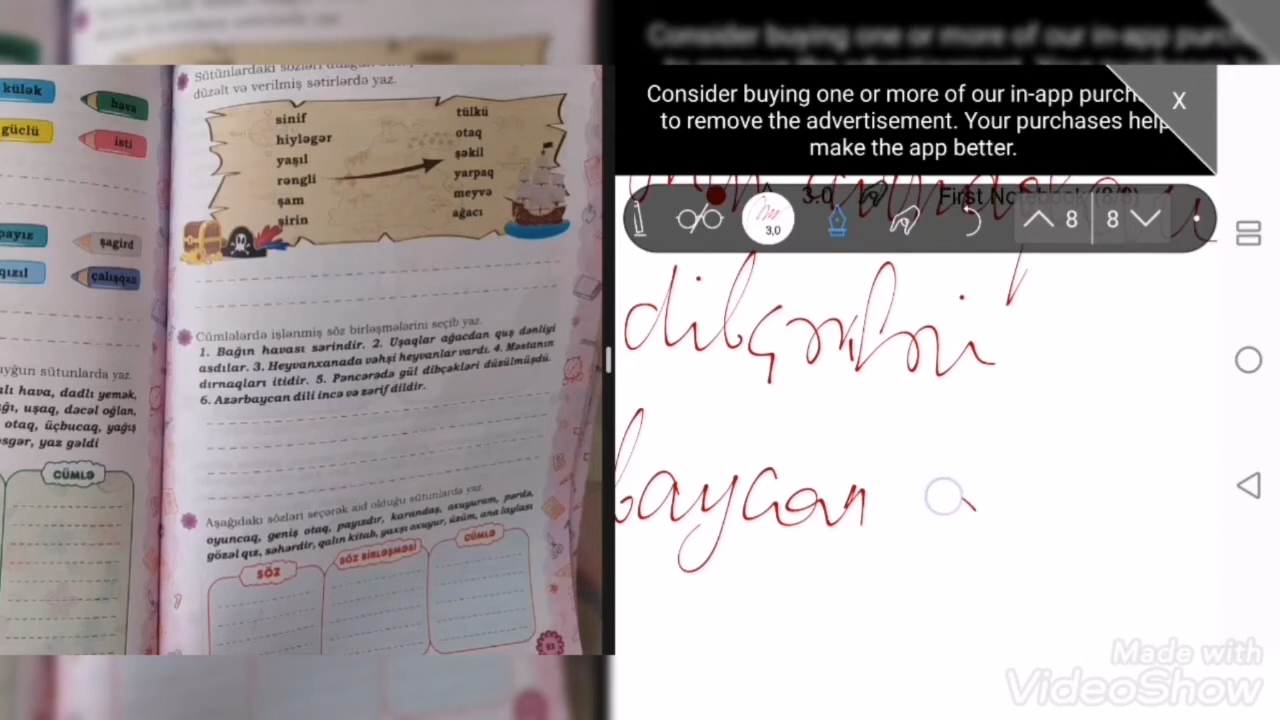 külək
hava
güclü
isti
payız
şagird
qızıl
çalışqan
uyğun sütunlarda yaz.
hava, dadlı yemək,
uşaq, dəcəl oğlan,
otaq, üçbucaq, yağış
yaz gəldi
CÜMLƏ
Sütunlardakı sözləri
düzəlt və verilmiş sətirlərdə yaz.
sinif tülkü
hiyləgər otaq
yaşıl şəkil
rəngli yarpaq
şam meyvə
şirin ağacı
Cümlələrdə işlənmiş söz birləşmələrini seçib yaz.
1. Bağın havası sərindir. 2. Uşaqlar ağacdan quş dənliyi
asdılar. 3. Heyvanxanada vəhşi heyvanlar vardı. 4. Məstanın
dırnaqları itidir. 5. Pəncərədə gül dibçəkləri düzülmüşdü.
6. Azərbaycan dili incə və zərif dildir.
Aşağıdakı sözləri seçərək aid olduğu sütunlarda yaz.
oyuncaq, geniş otaq, payızdır, karandaş, oxuyuram, pərdə,
gözəl qız, səhərdir, qalın kitab, yaxşı oxuyur, üzüm, ana laylası
SÖZ
SÖZ BİRLƏŞMƏSİ
CÜMLƏ
93
Consider buying one or more of our in-app purch
to remove the advertisement. Your purchases help
make the app better.
X
3.0 First Notebook (8/8)
3,0
8 8
dibçəkləri
baycan
Made with
VideoShow